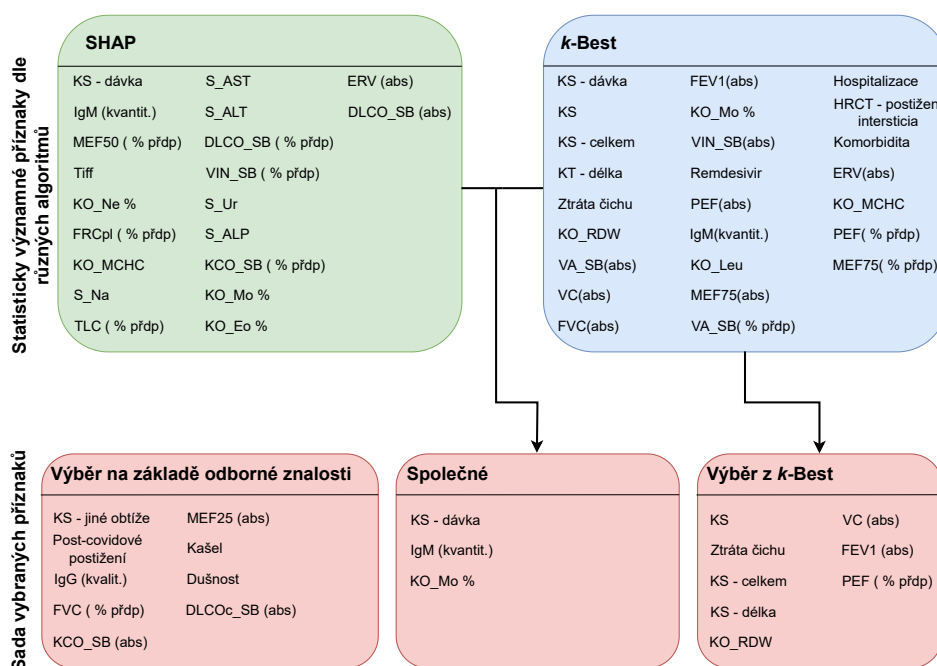 Statisticky významné příznaky dle
různých algoritmů
SHAP
KS - dávka
IgM (kvantit.)
MEF50 ( % přdp)
Tiff
KO_Ne %
FRCpl ( % přdp)
KO_MCHC
S_Na
TLC ( % přdp)
S_AST
S_ALT
DLCO_SB ( % přdp)
VIN_SB ( % přdp)
S_Ur
S_ALP
KCO_SB ( % přdp)
KO_Mo %
KO_Eo %
ERV (abs)
DLCO_SB (abs)
k-Best
KS - dávka
KS
KS - celkem
KT - délka
Ztráta čichu
KO_RDW
VA_SB(abs)
VC(abs)
FVC(abs)
FEV1(abs)
KO_Mo %
VIN_SB(abs)
Remdesivir
PEF(abs)
IgM(kvantit.)
KO_Leu
MEF75(abs)
VA_SB( % přdp)
Hospitalizace
HRCT - postižen
intersticia
Komorbidita
ERV(abs)
KO_MCHC
PEF( % přdp)
MEF75( % přdp)
Sada vybraných příznaků
Výběr na základě odborné znalosti
KS - jiné obtíže
Post-covidové
postižení
IgG (kvalit.)
FVC ( % přdp)
KCO_SB (abs)
MEF25 (abs)
Kašel
Dušnost
DLCOc_SB (abs)
Společné
KS - dávka
IgM (kvantit.)
KO_Mo %
Výběr z k-Best
KS
Ztráta čichu
KS - celkem
KS - délka
KO_RDW
VC (abs)
FEV1 (abs)
PEF ( % přdp)